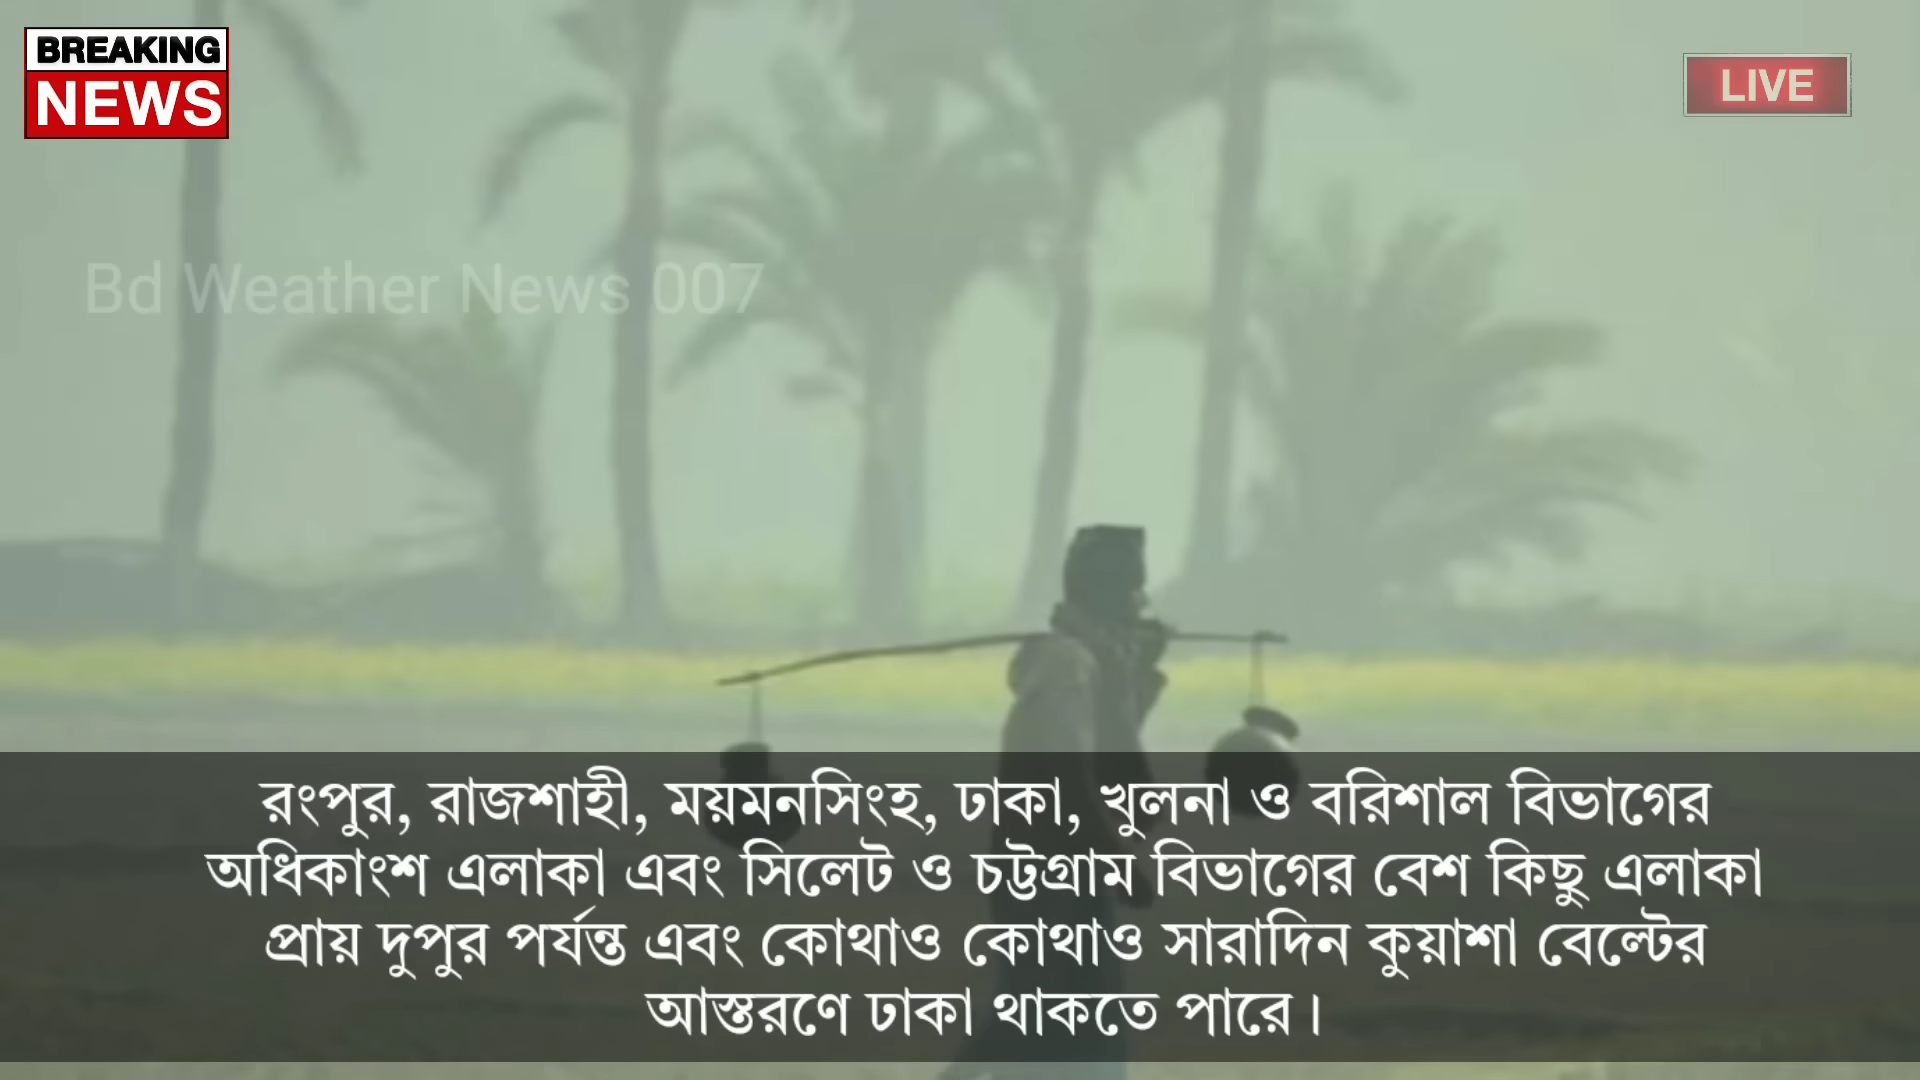 BREAKING
NEWS
LIVE
Bd Weather News 007
রংপুর, রাজশাহী, ময়মনসিংহ, ঢাকা, খুলনা ও বরিশাল বিভাগের
অধিকাংশ এলাকা এবং সিলেট ও চট্টগ্রাম বিভাগের বেশ কিছু এলাকা
প্রায় দুপুর পর্যন্ত এবং কোথাও কোথাও সারাদিন কুয়াশা বেল্টের
আস্তরণে ঢাকা থাকতে পারে।